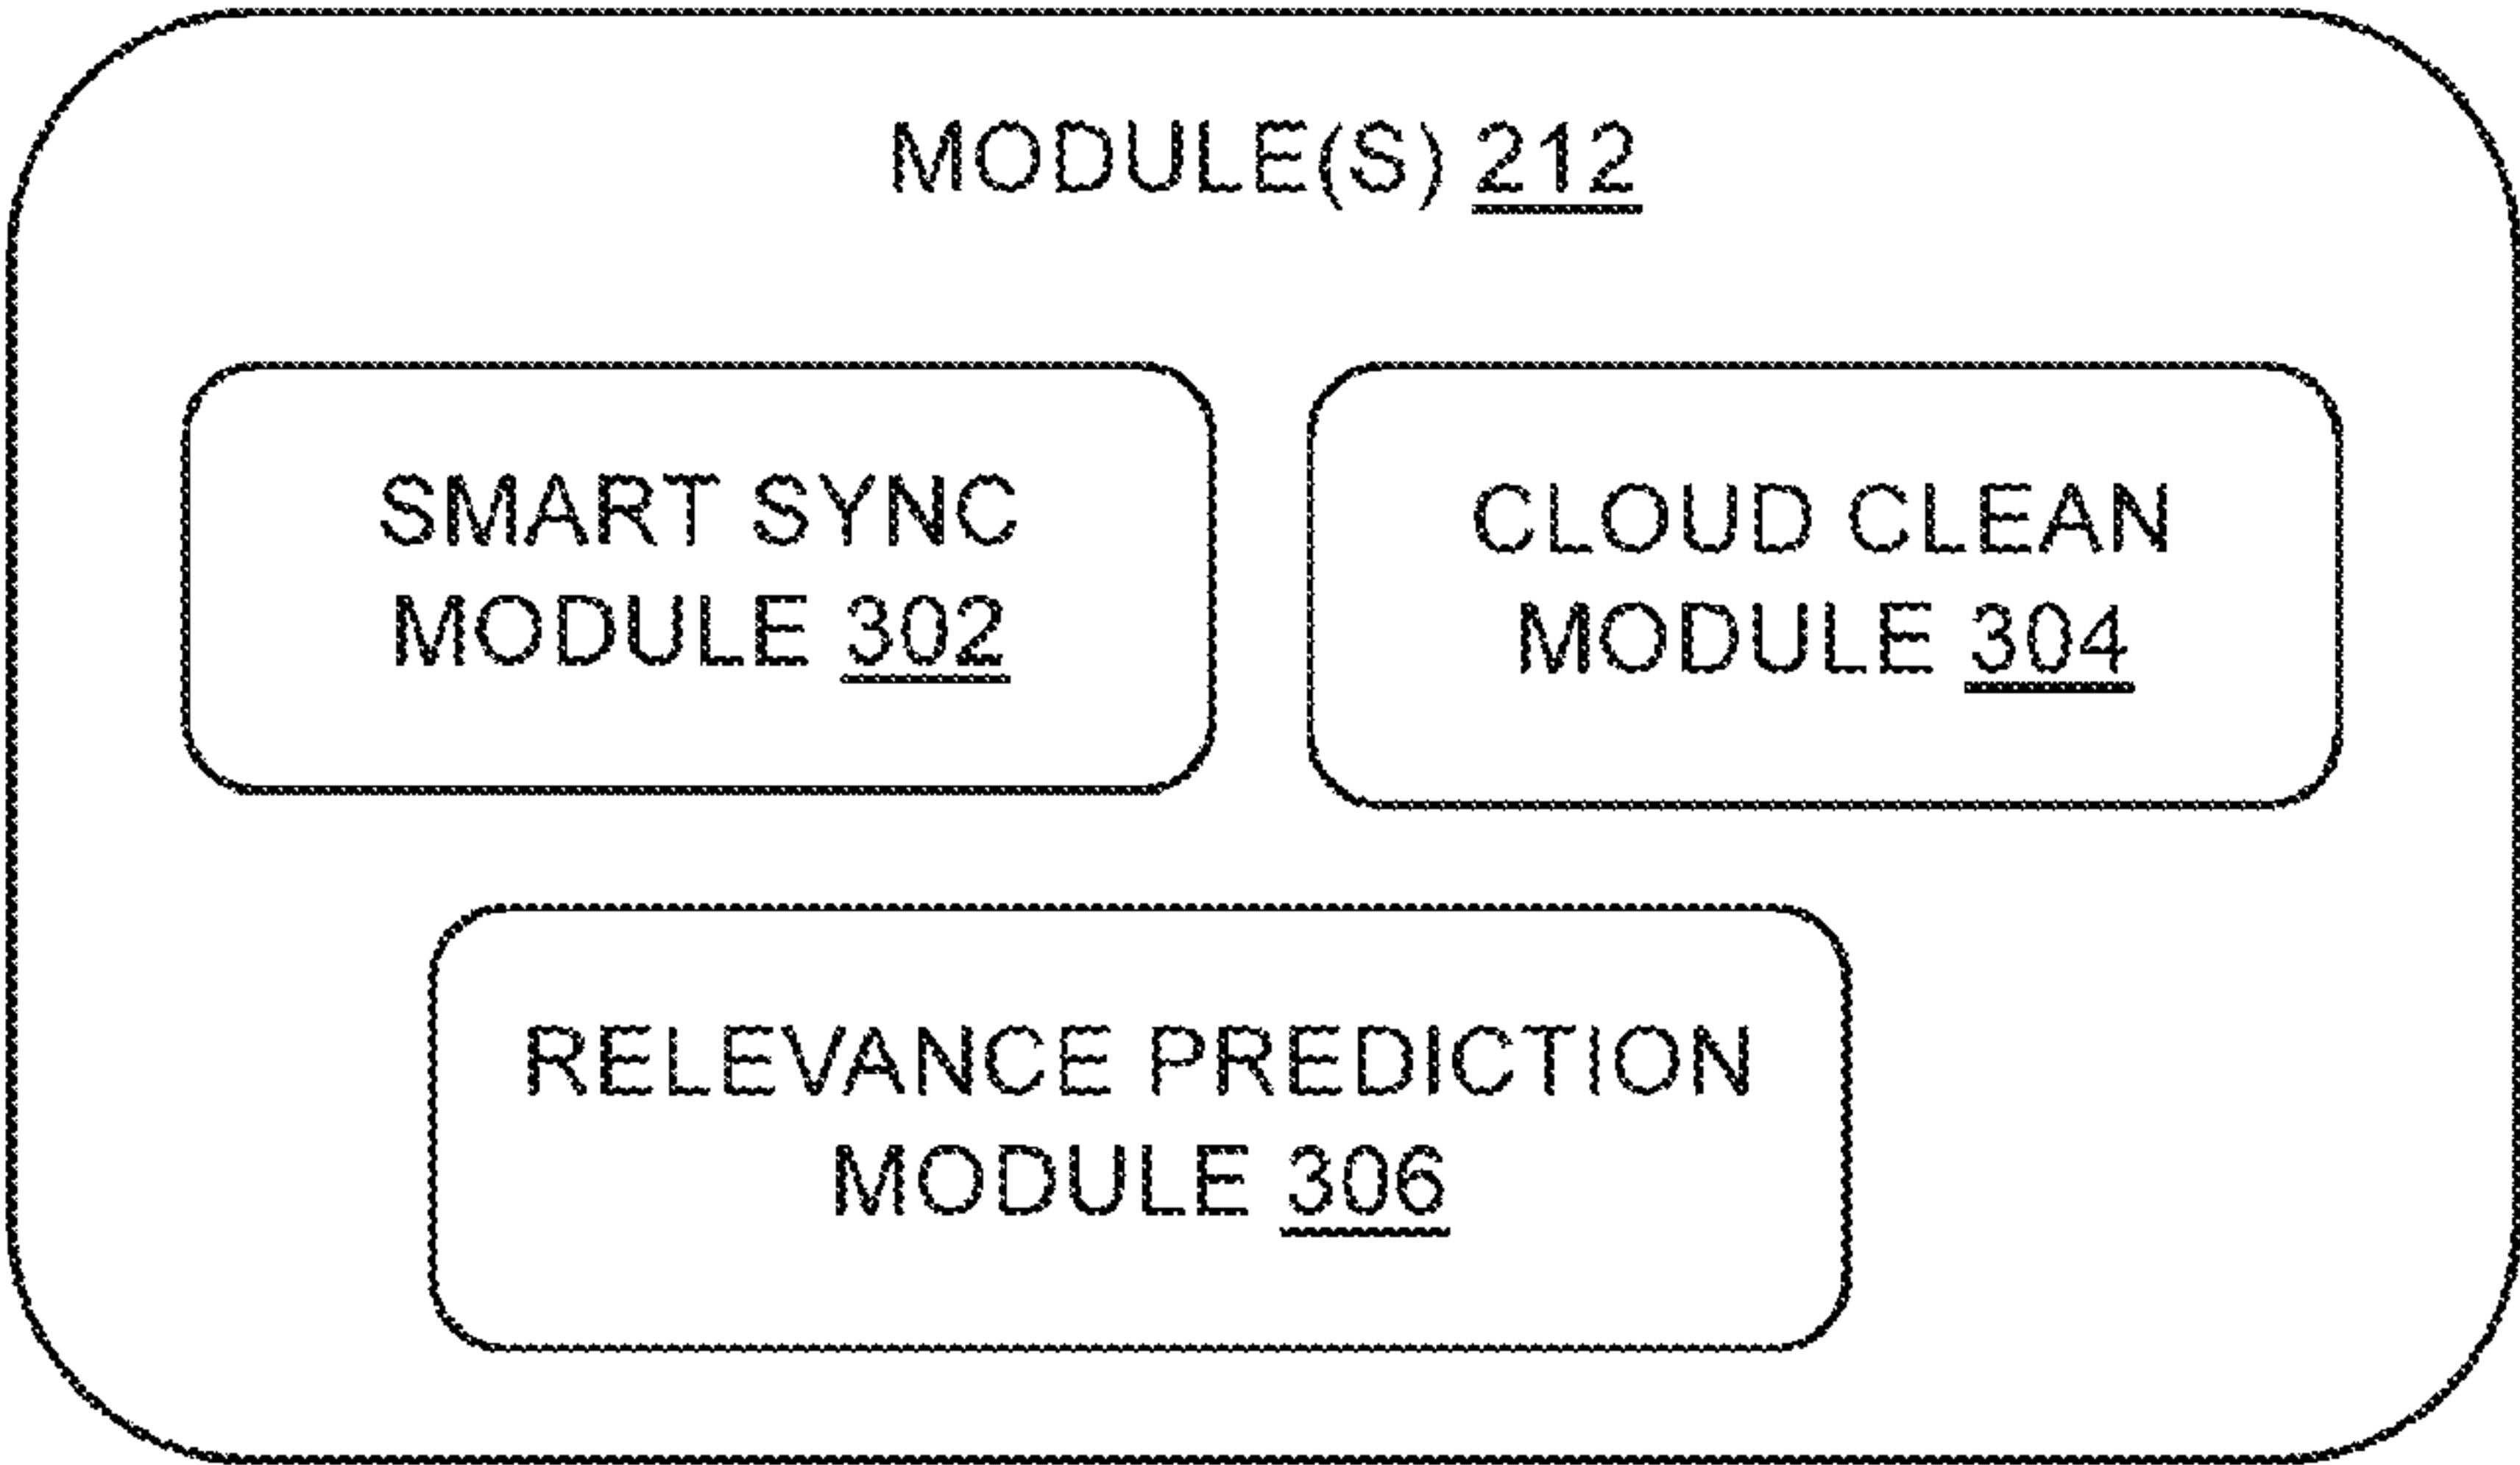 MODULE(S) 212
SMART SYNC
MODULE 302
CLOUD CLEAN
MODULE 304
RELEVANCE PREDICTION
MODULE 306